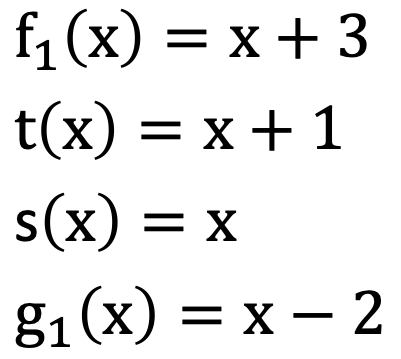 f₁(x) = x + 3
t(x) = x + 1
s(x) = x
g₁(x) = x − 2